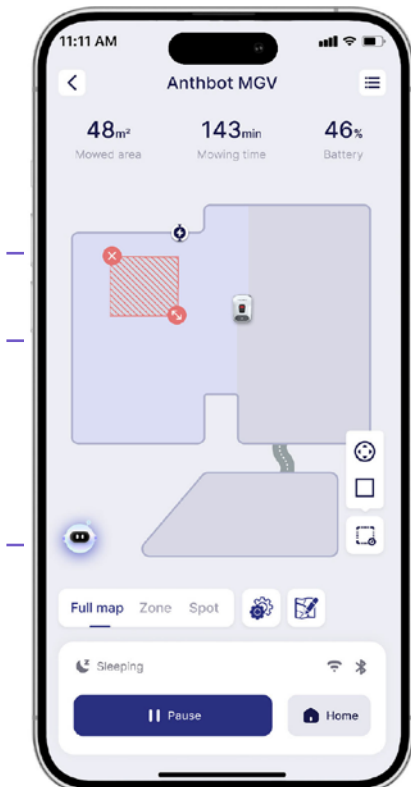 11:11 AM
Anthbot MGV
48m² 143min 46%
Mowed area Mowing time Battery
Full map Zone Spot
Sleeping
Pause Home